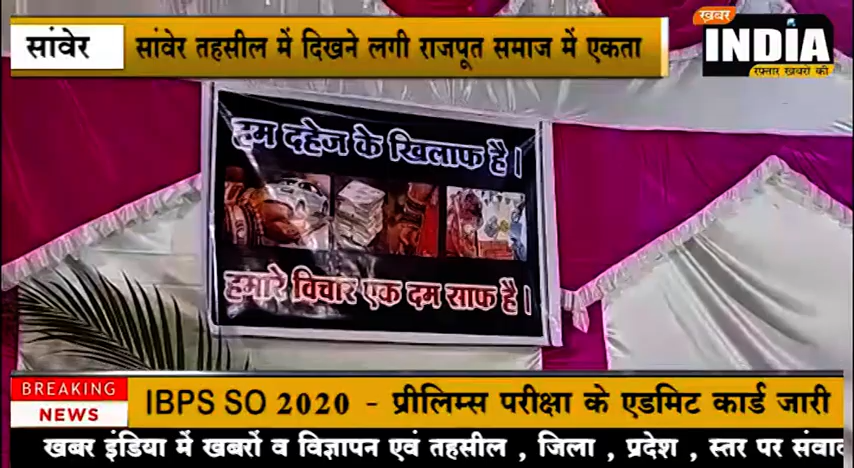 सांवेर
सांवेर तहसील में दिखने लगी राजपूत समाज में एकता
खबर
INDIA
रफ़्तार खबरों की
हम दहेज के खिलाफ है।
हमारे विचार एक दम साफ है।
BREAKING
NEWS
IBPS SO 2020 - प्रीलिम्स परीक्षा के एडमिट कार्ड जारी
खबर इंडिया में खबरों व विज्ञापन एवं तहसील , जिला , प्रदेश , स्तर पर